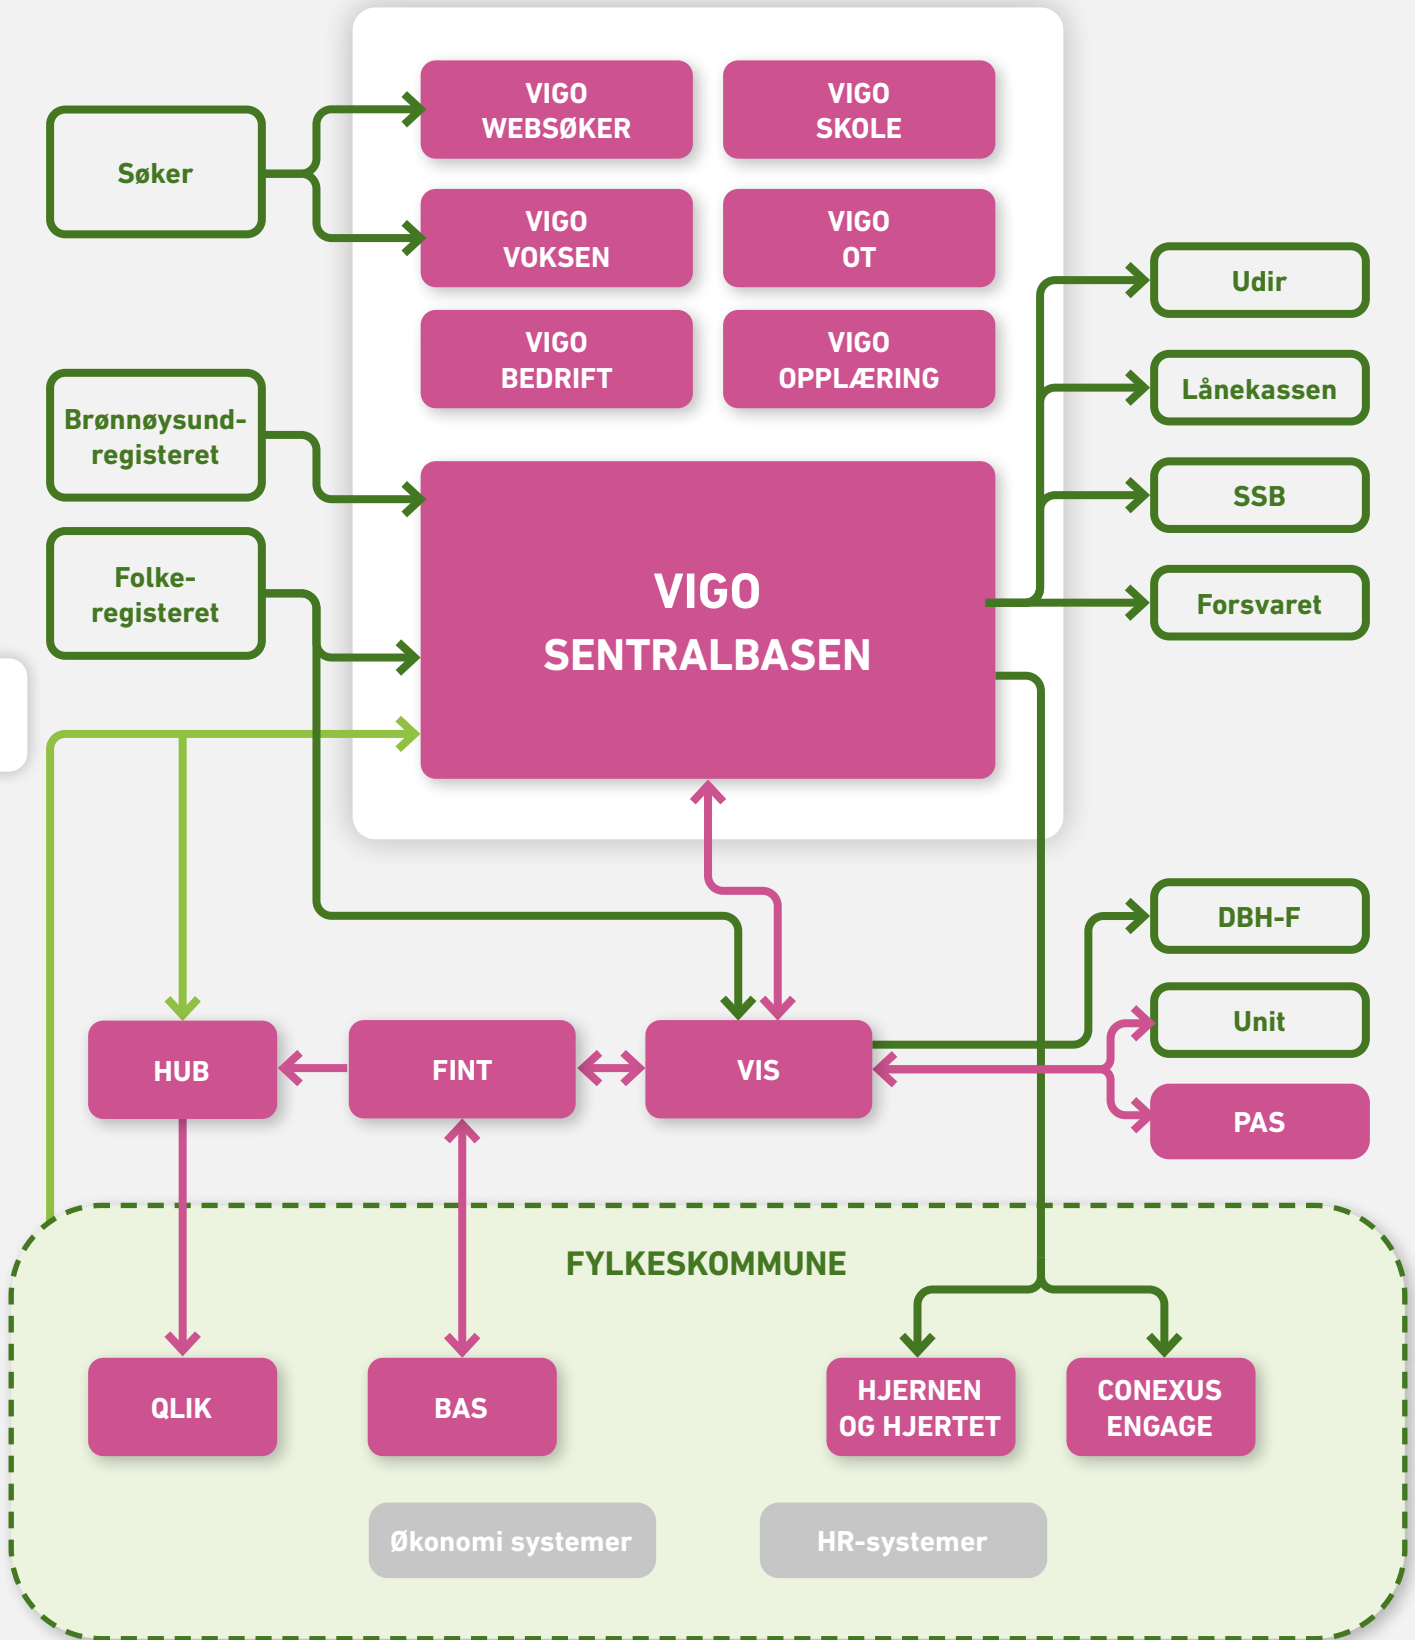 VIGO
WEBSØKER
VIGO
SKOLE
Søker
VIGO
VOKSEN
VIGO
OT
Udir
VIGO
BEDRIFT
VIGO
OPPLÆRING
Lånekassen
Brønnøysund-
registeret
SSB
Folke-
registeret
VIGO
SENTRALBASEN
Forsvaret
DBH-F
Unit
HUB
FINT
VIS
PAS
FYLKESKOMMUNE
QLIK
BAS
HJERNEN
OG HJERTET
CONEXUS
ENGAGE
Økonomi systemer
HR-systemer